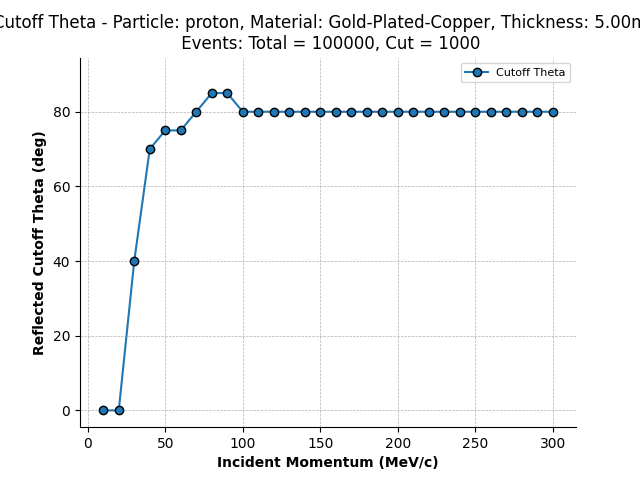 Cutoff Theta - Particle: proton, Material: Gold-Plated-Copper, Thickness: 5.00
Events: Total = 100000, Cut = 1000
Cutoff Theta
Reflected Cutoff Theta (deg)
80
60
40
20
0
0 50 100 150 200 250 300
Incident Momentum (MeV/c)